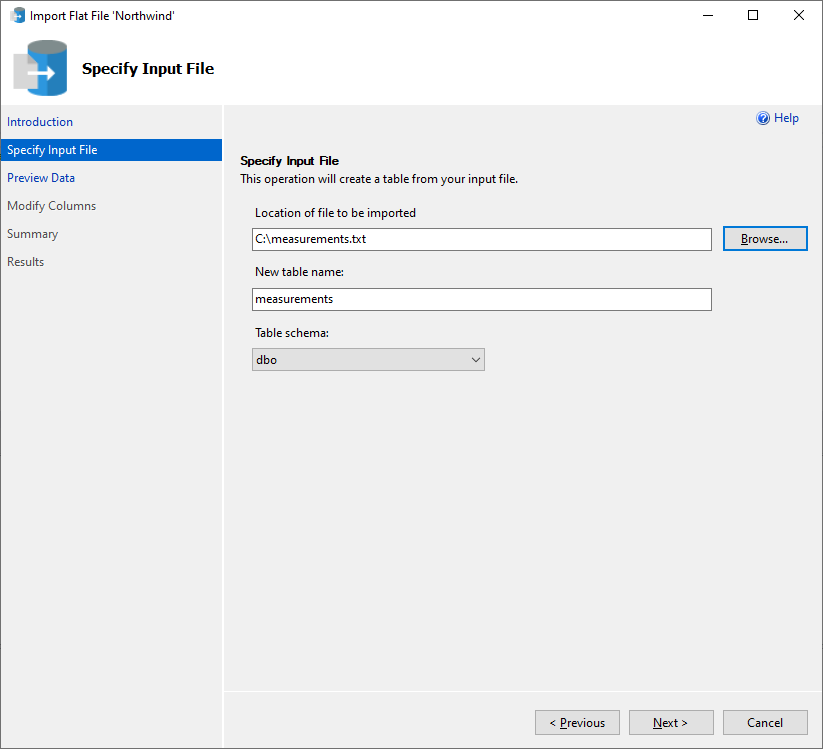 Import Flat File 'Northwind'
Specify Input File
Introduction
Specify Input File
Preview Data
Modify Columns
Summary
Results
Help
Specify Input File
This operation will create a table from your input file.
Location of file to be imported
C:\measurements.txt
Browse...
New table name:
measurements
Table schema:
dbo
< Previous
Next >
Cancel